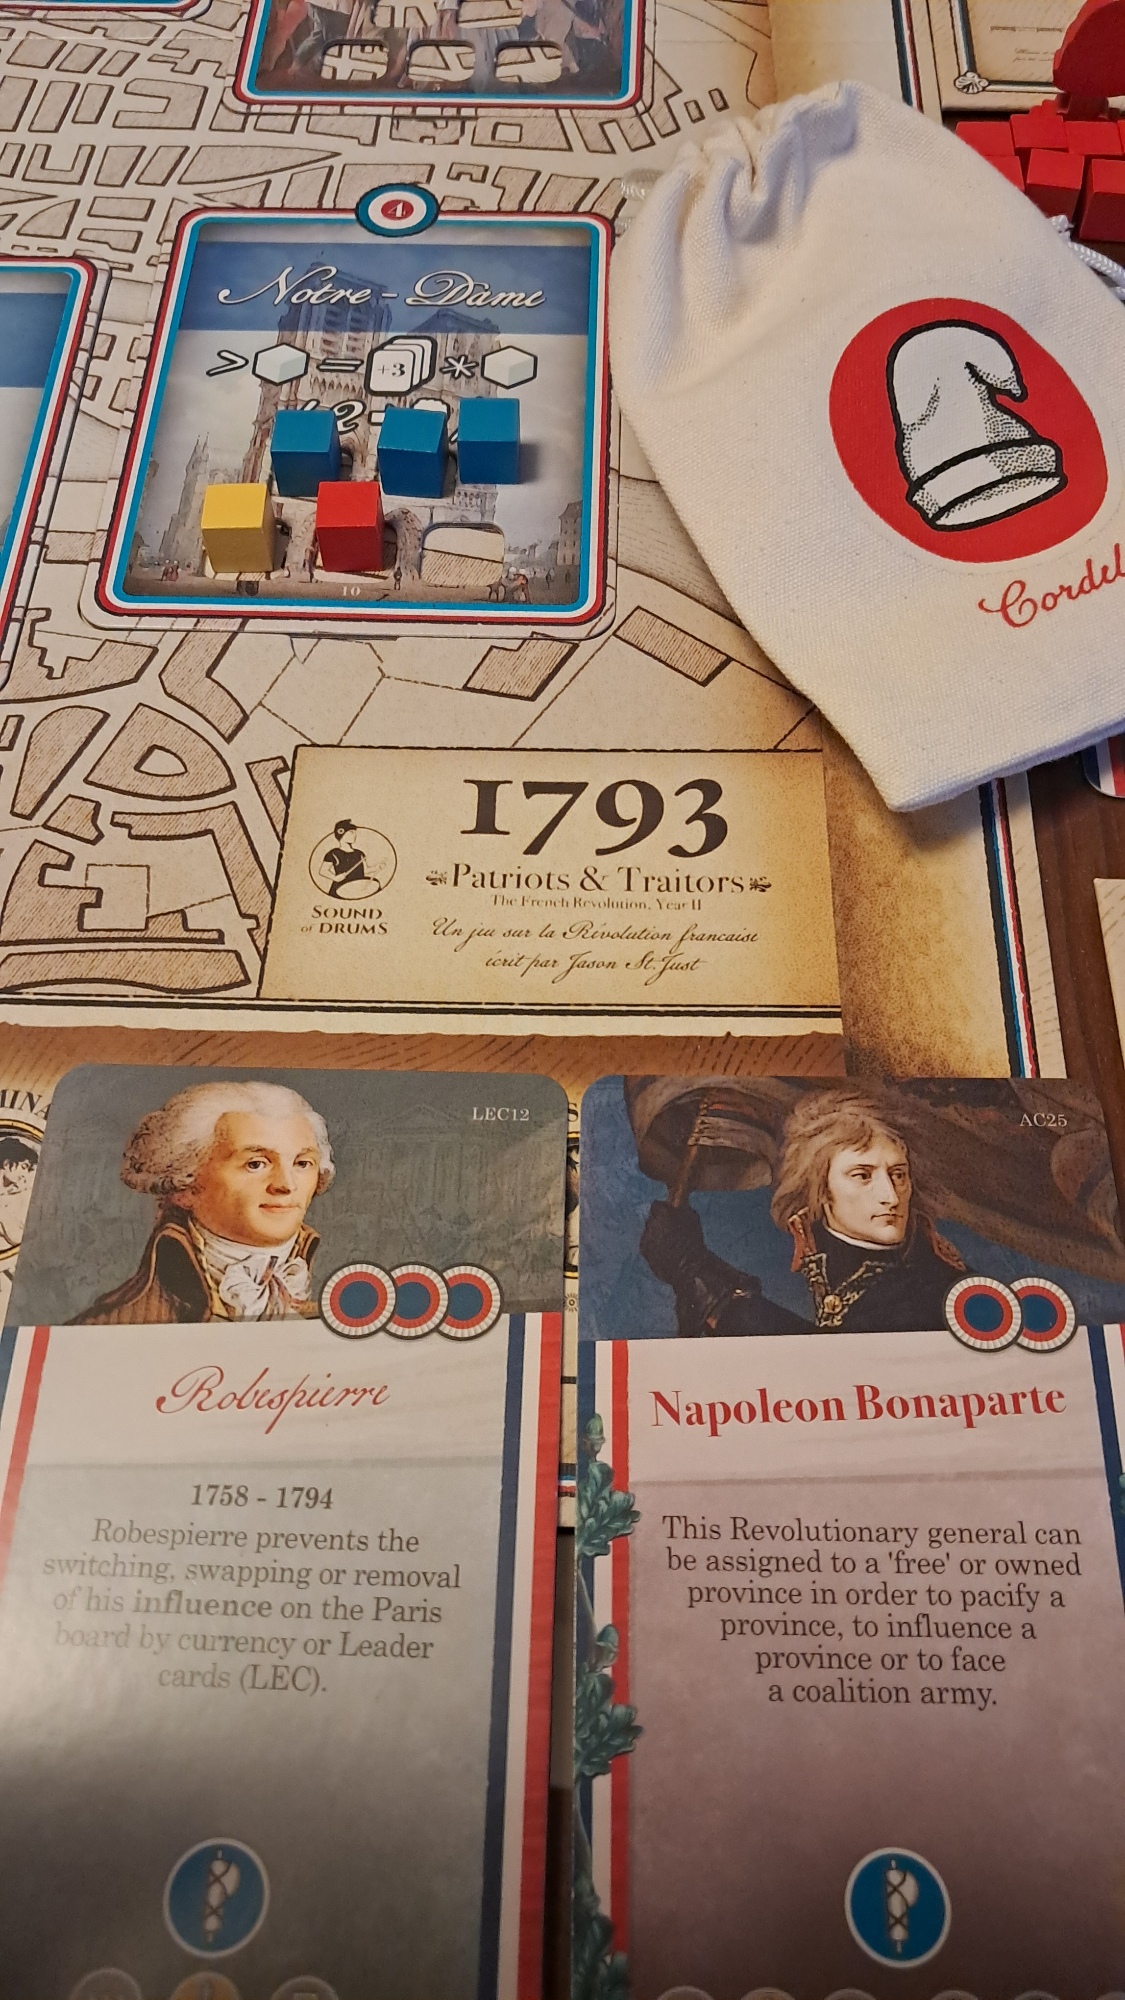 4
Notre-Dame
> = +3 *
10
Cordel
1793
Patriots & Traitors
The French Revolution, Year II
SOUND
of DRUMS
Un jeu sur la Révolution francaise
écrit par Jason St.Just
LEC12
Robespierre
1758 - 1794
Robespierre prevents the
switching, swapping or removal
of his influence on the Paris
board by currency or Leader
cards (LEC).
AC25
Napoleon Bonaparte
This Revolutionary general can
be assigned to a 'free' or owned
province in order to pacify a
province, to influence a
province or to face
a coalition army.